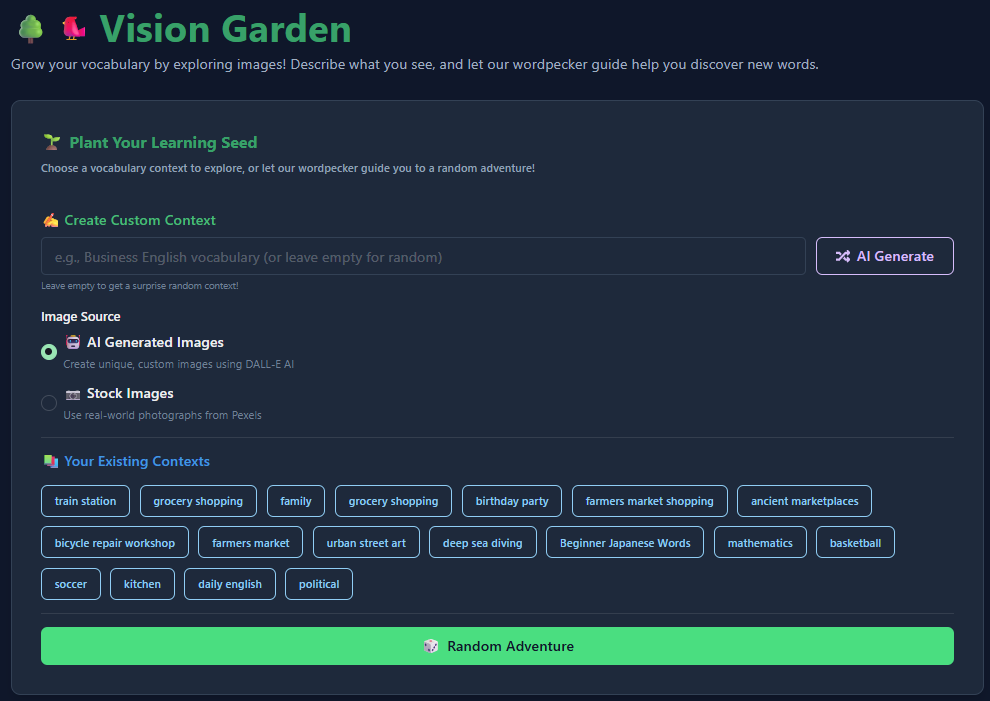 Vision Garden
Grow your vocabulary by exploring images! Describe what you see, and let our wordpecker guide help you discover new words.
Plant Your Learning Seed
Choose a vocabulary context to explore, or let our wordpecker guide you to a random adventure!
Create Custom Context
e.g., Business English vocabulary (or leave empty for random)
AI Generate
Leave empty to get a surprise random context!
Image Source
AI Generated Images
Create unique, custom images using DALL-E AI
Stock Images
Use real-world photographs from Pexels
Your Existing Contexts
train station grocery shopping family grocery shopping birthday party farmers market shopping ancient marketplaces
bicycle repair workshop farmers market urban street art deep sea diving Beginner Japanese Words mathematics basketball
soccer kitchen daily english political
Random Adventure